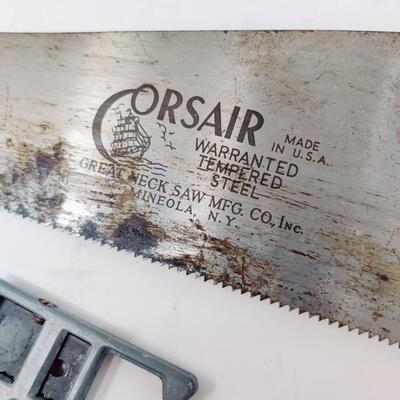 CORSAIR
MADE
IN U.S.A.
WARRANTED
TEMPERED
STEEL
GREAT NECK SAW MFG. CO., INC.
MINEOLA, N.Y.